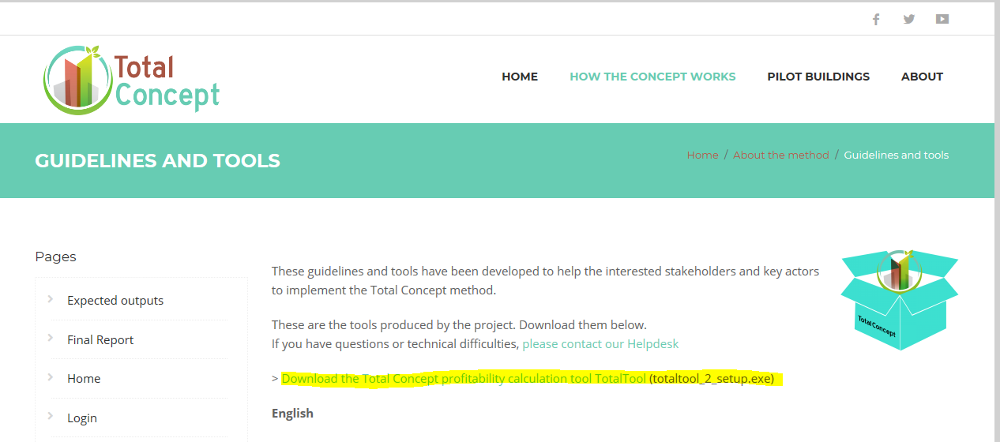 Total
Concept
HOME HOW THE CONCEPT WORKS PILOT BUILDINGS ABOUT
GUIDELINES AND TOOLS
Home / About the method / Guidelines and tools
Pages
Expected outputs
Final Report
Home
Login
These guidelines and tools have been developed to help the interested stakeholders and key actors
to implement the Total Concept method.
These are the tools produced by the project. Download them below.
If you have questions or technical difficulties, please contact our Helpdesk
> Download the Total Concept profitability calculation tool TotalTool (totaltool_2_setup.exe)
English
TotalConcept